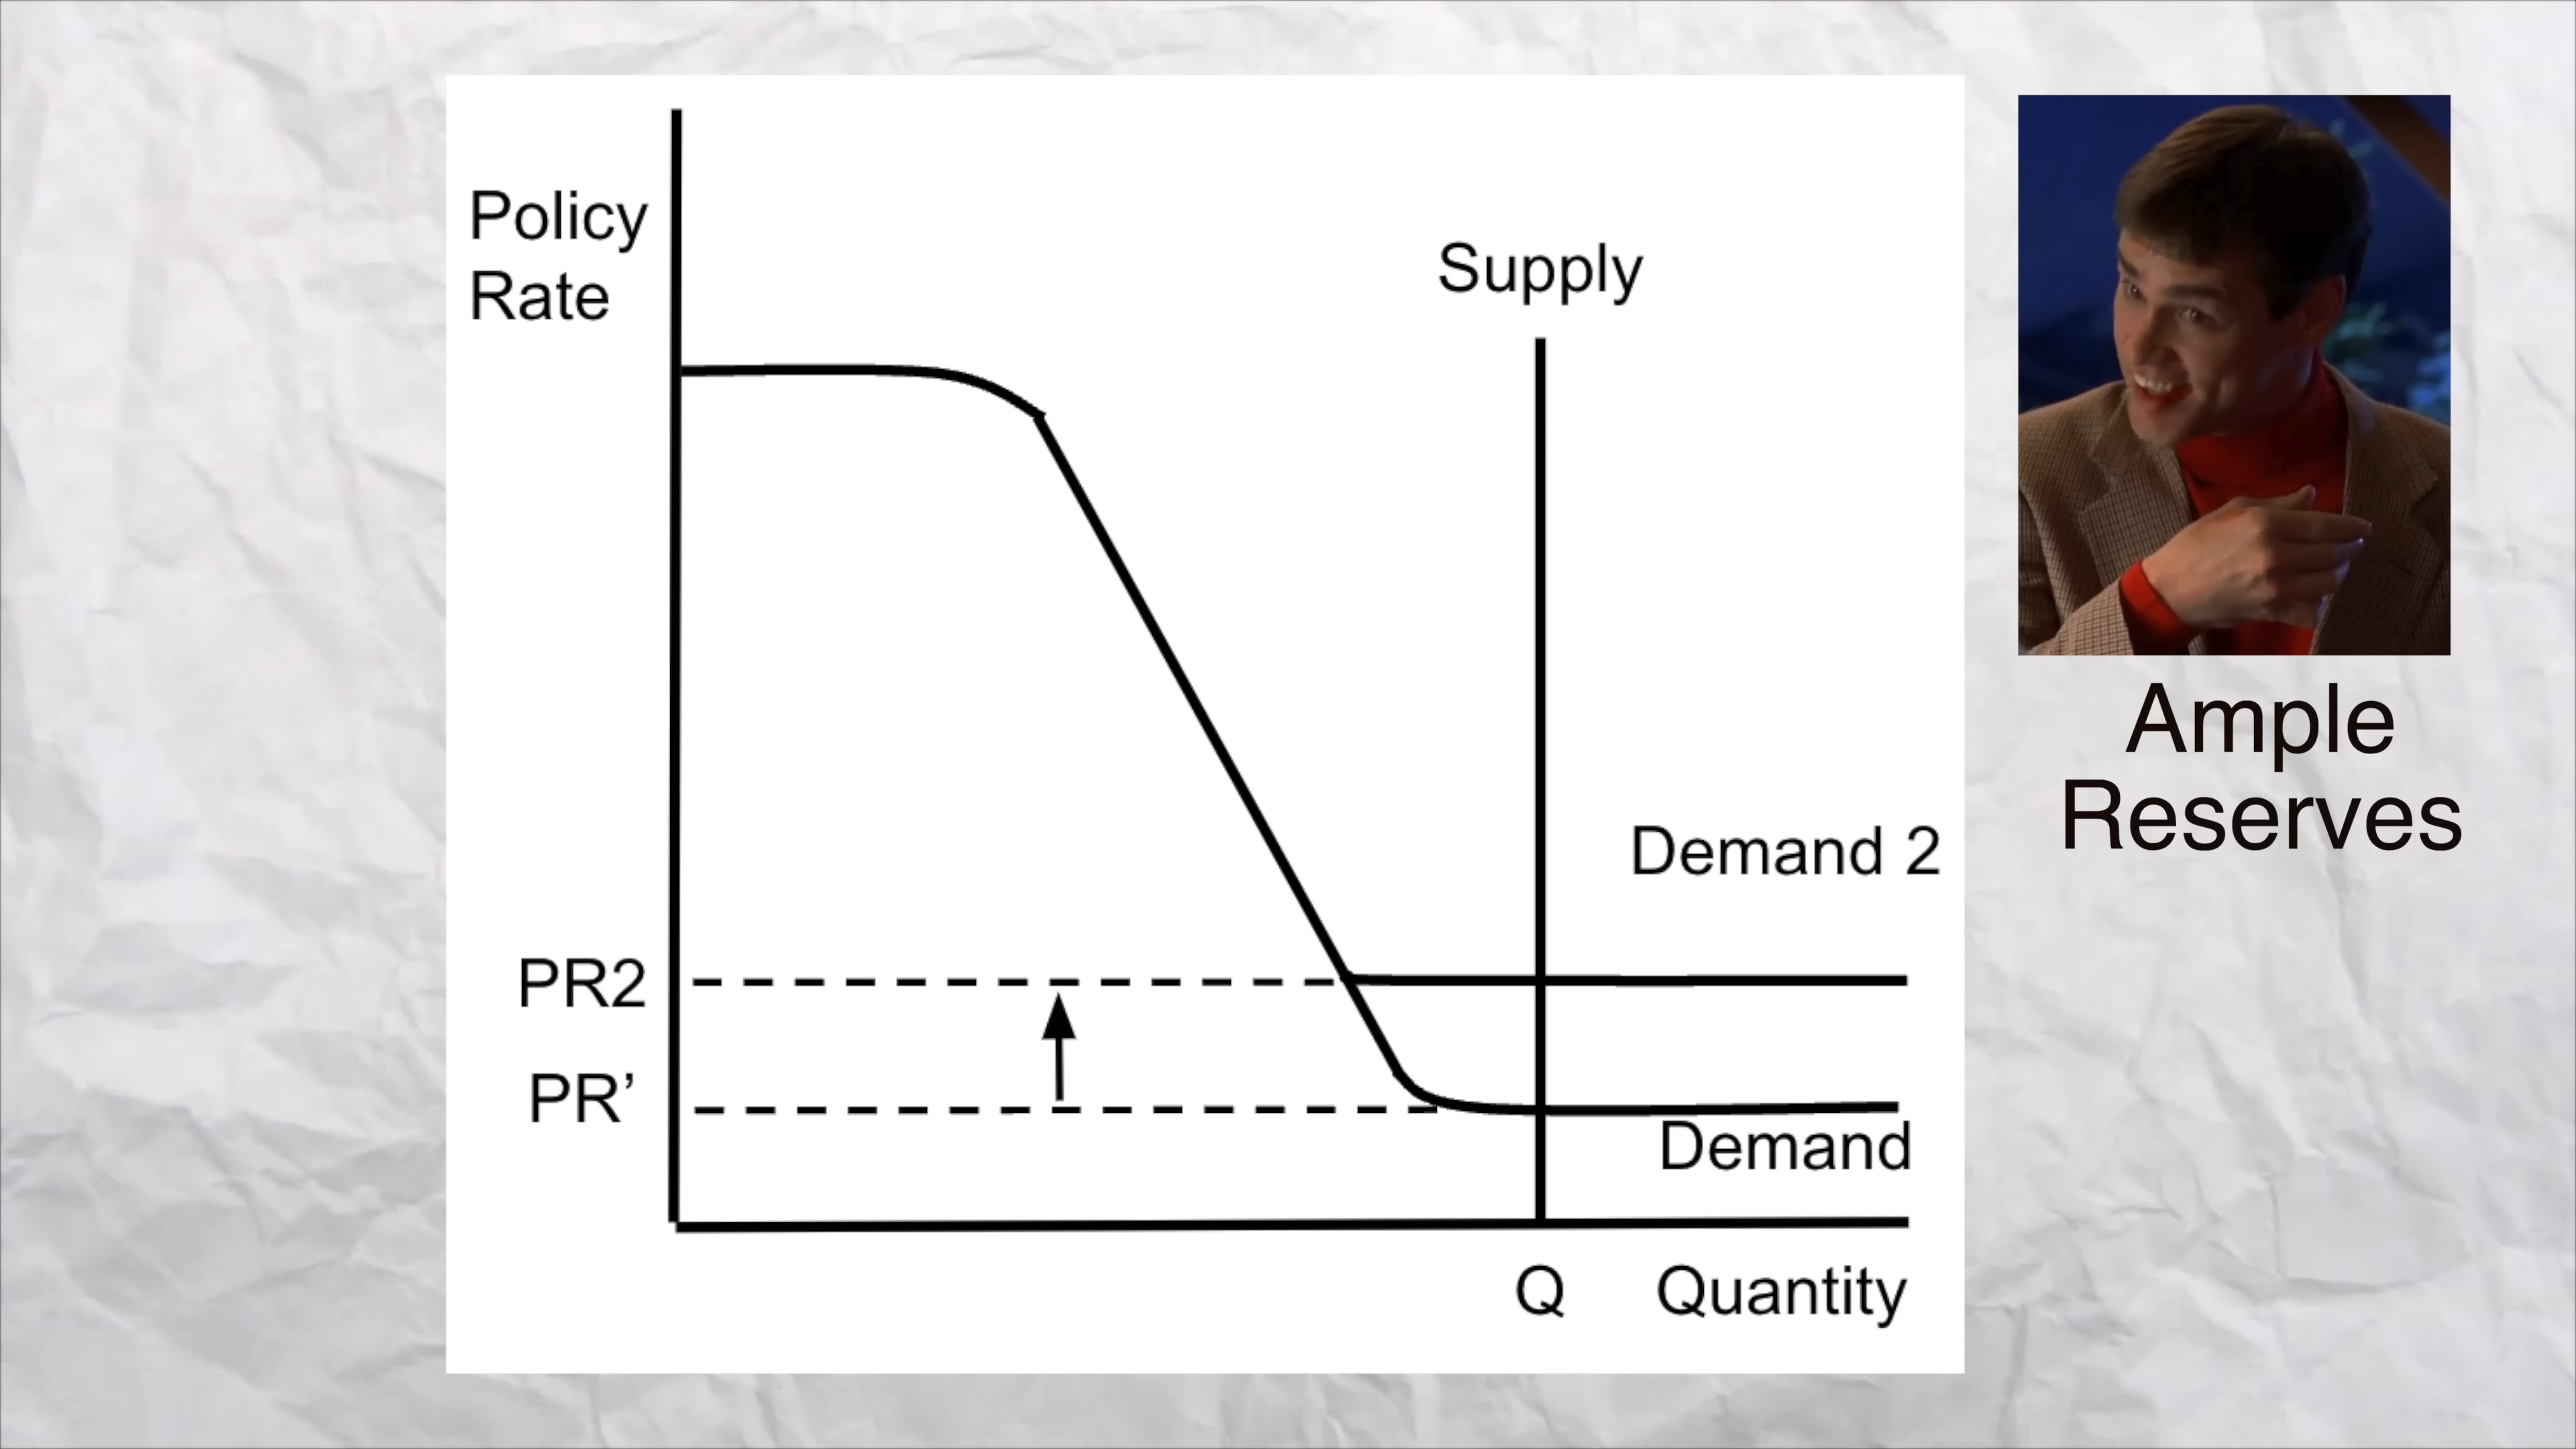 Policy
Rate
Supply
Ample
Reserves
Demand 2
PR2
PR’
Demand
Q
Quantity